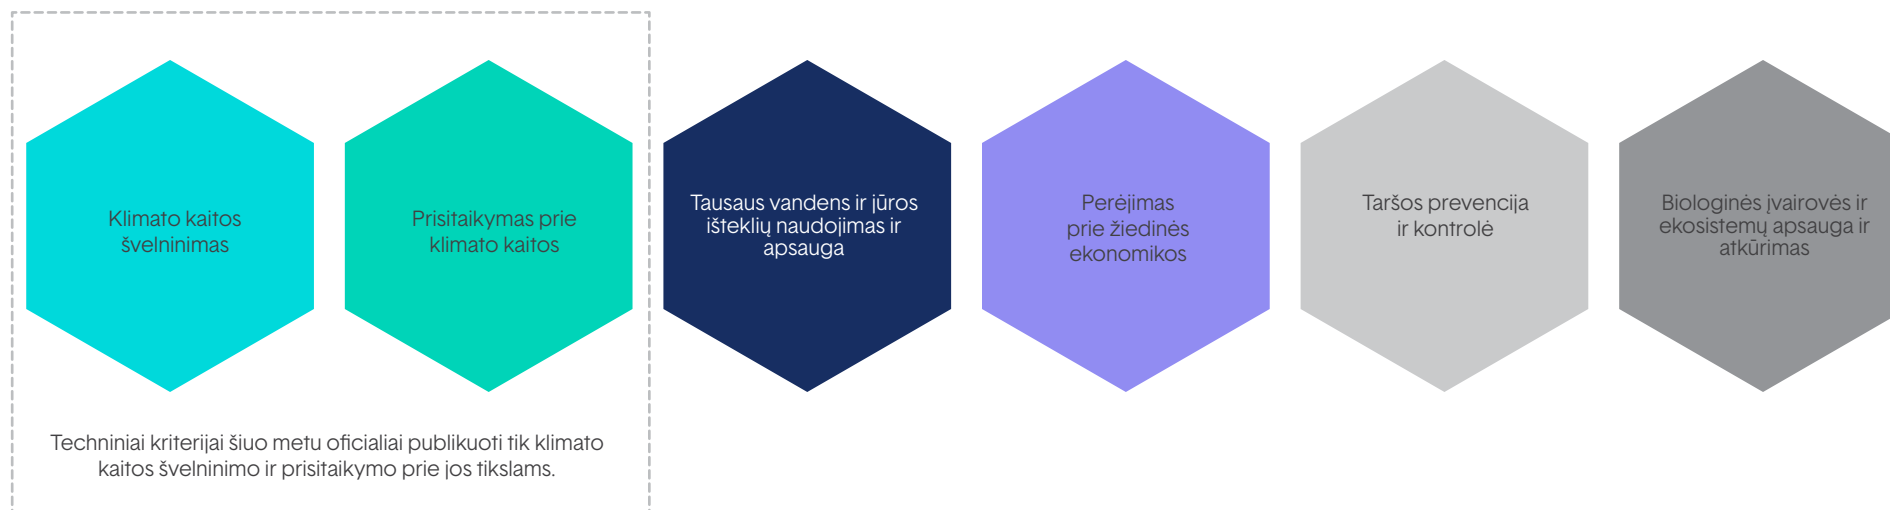 Klimato kaitos
švelninimas
Prisitaikymas prie
klimato kaitos
Tausaus vandens ir jūros
išteklių naudojimas ir
apsauga
Perėjimas
prie žiedinės
ekonomikos
Taršos prevencija
ir kontrolė
Biologinės įvairovės ir
ekosistemų apsauga ir
atkūrimas
Techniniai kriterijai šiuo metu oficialiai publikuoti tik klimato
kaitos švelninimo ir prisitaikymo prie jos tikslams.